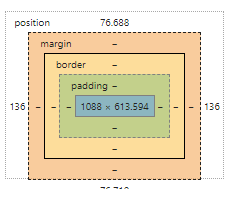 position 76.688
margin –
border –
padding –
136 – – – 1088 × 613.594 – – – 136
–
–
–